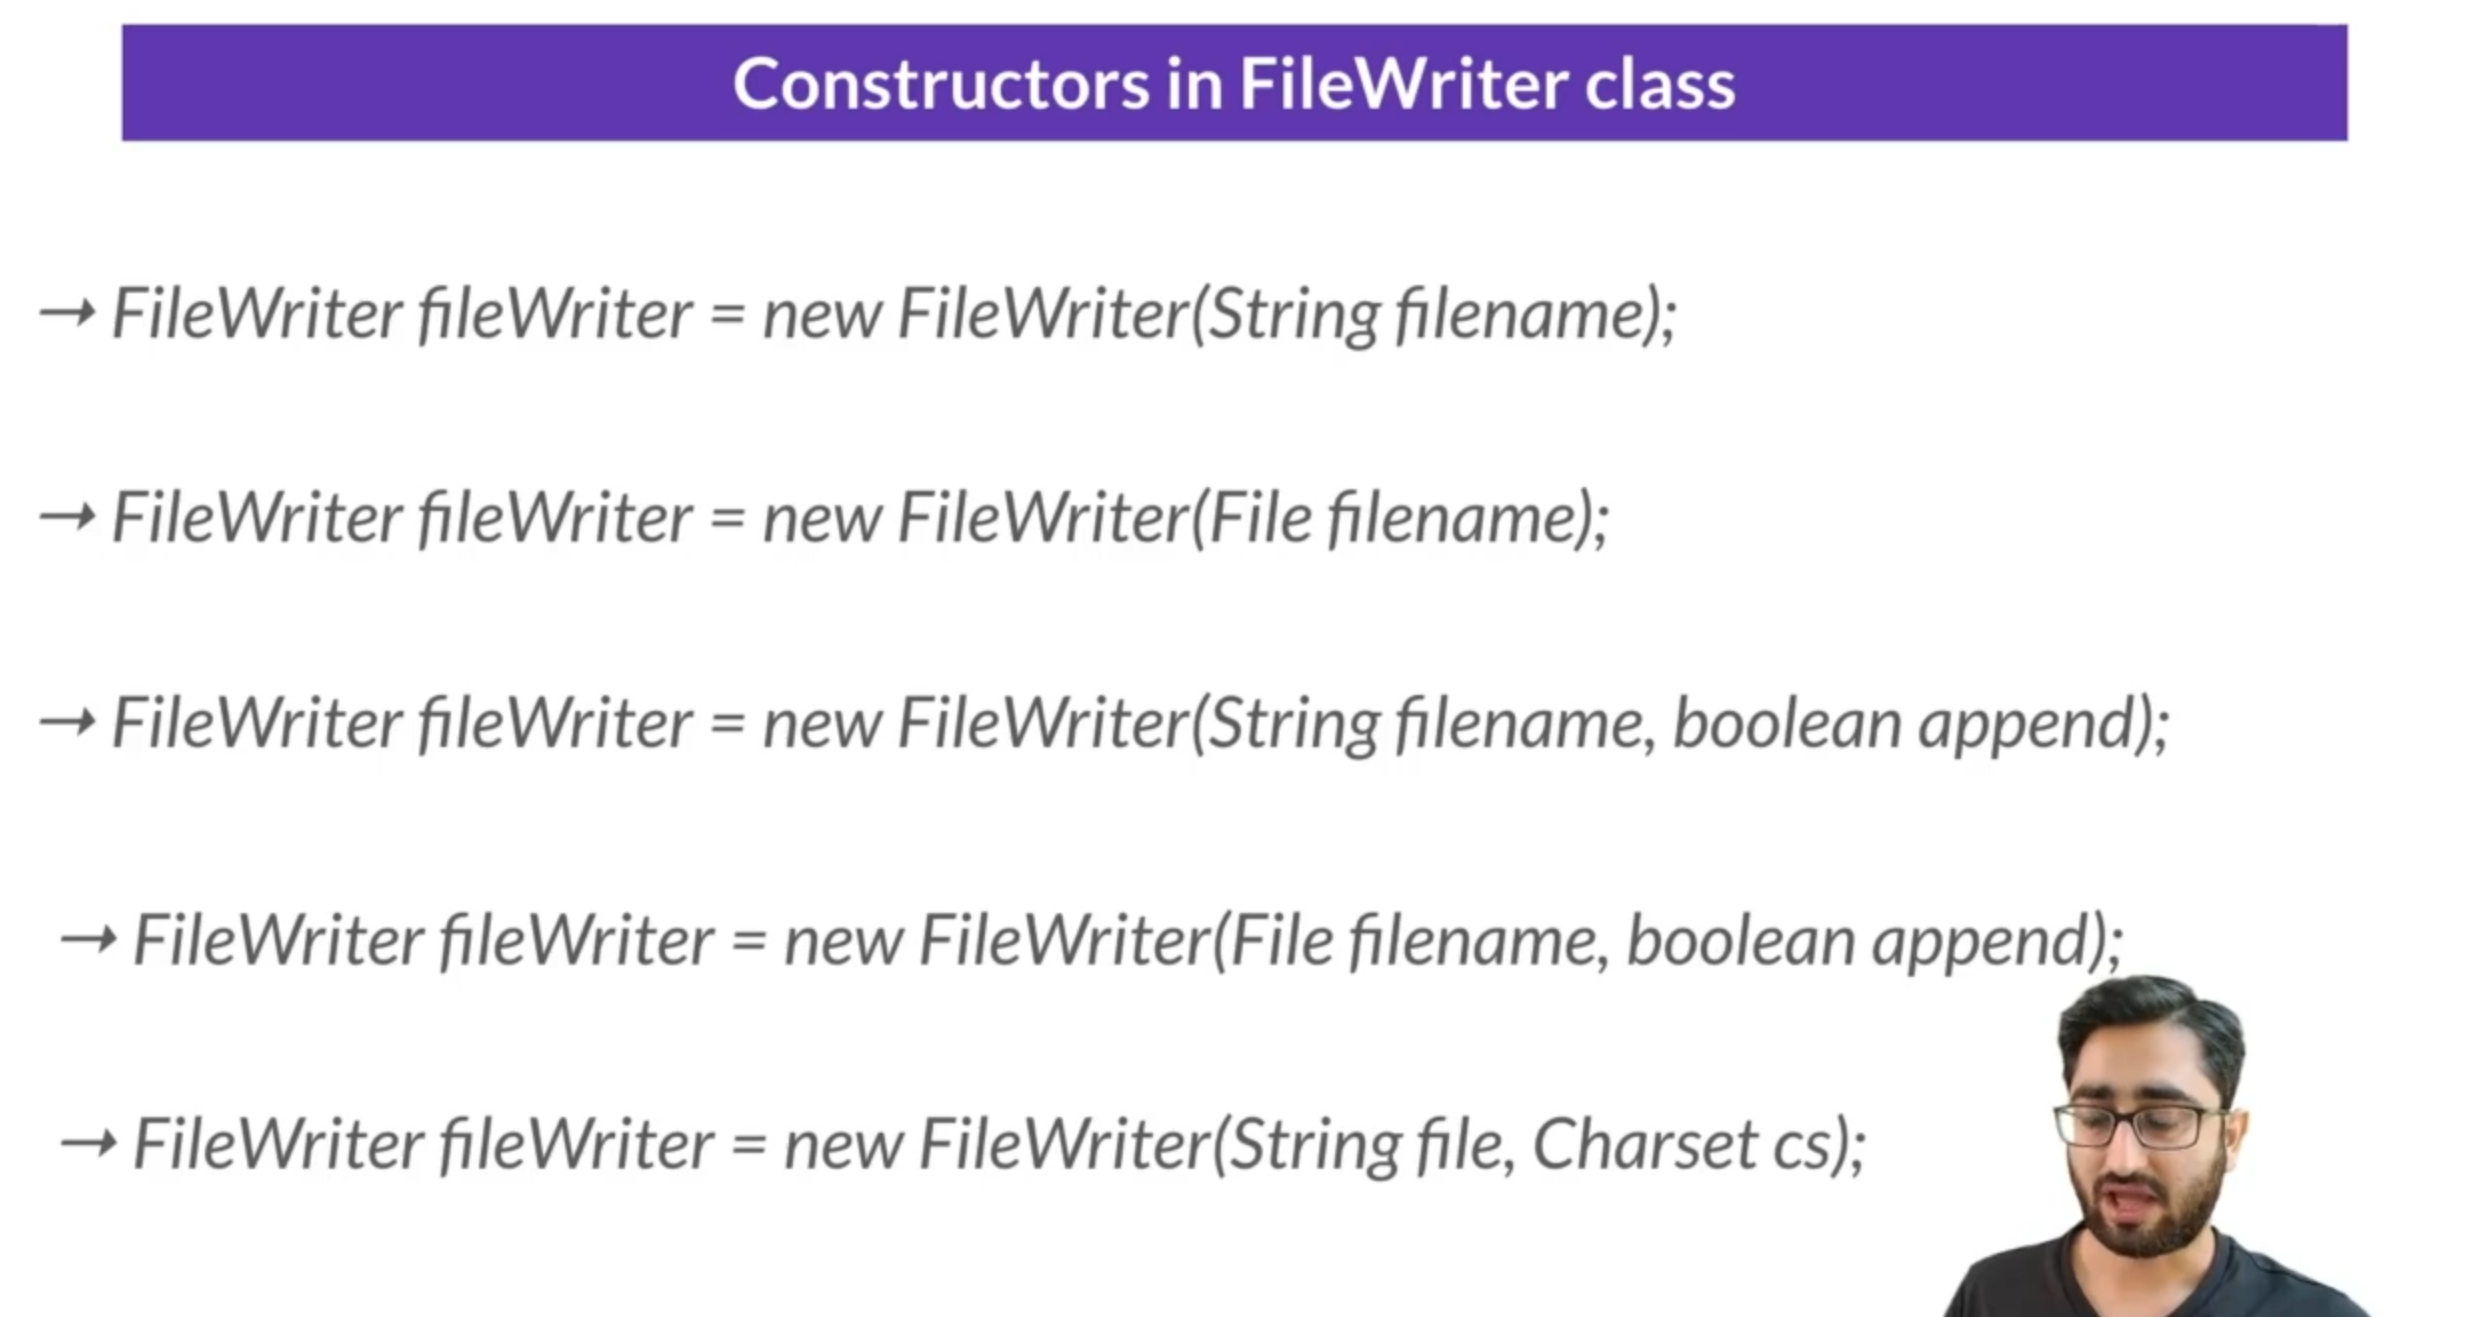 Constructors in FileWriter class
→ FileWriter fileWriter = new FileWriter(String filename);
→ FileWriter fileWriter = new FileWriter(File filename);
→ FileWriter fileWriter = new FileWriter(String filename, boolean append);
→ FileWriter fileWriter = new FileWriter(File filename, boolean append);
→ FileWriter fileWriter = new FileWriter(String file, Charset cs);